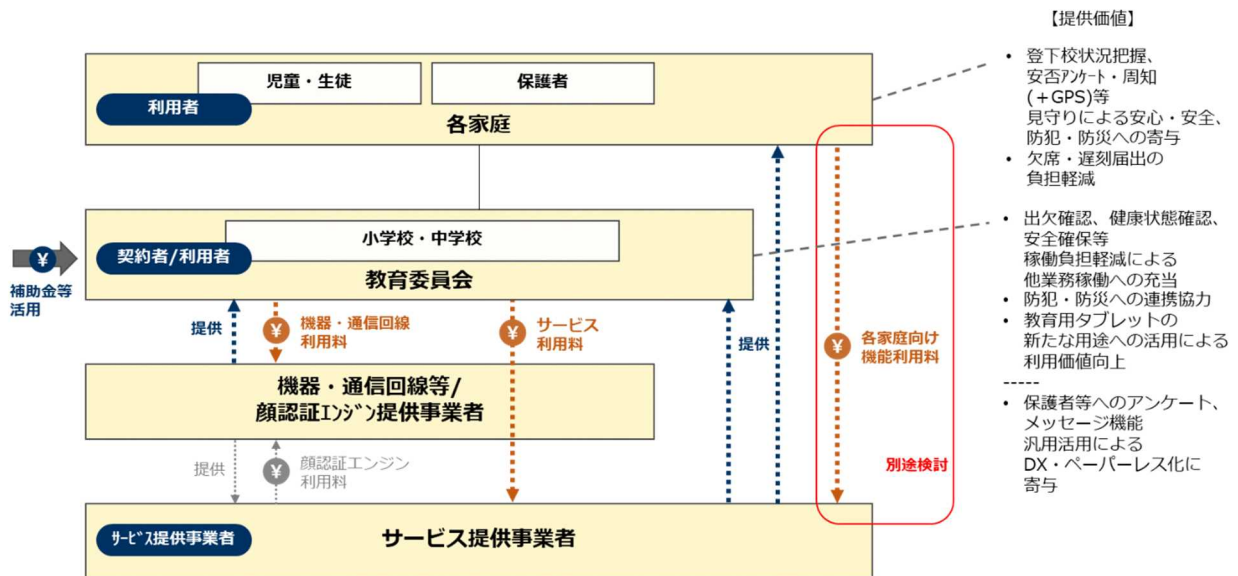 【提供価値】
児童・生徒
保護者
利用者
各家庭
• 登下校状況把握、
安否ｱﾝｹｰﾄ・周知
(＋GPS)等
見守りによる安心・安全、
防犯・防災への寄与
• 欠席・遅刻届出の
負担軽減
小学校・中学校
契約者/利用者
教育委員会
¥
補助金等
活用
• 出欠確認、健康状態確認、
安全確保等
稼働負担軽減による
他業務稼働への充当
• 防犯・防災への連携協力
• 教育用タブレットの
新たな用途への活用による
利用価値向上
-----
• 保護者等へのアンケート、
メッセージ機能
汎用活用による
DX・ペーパーレス化に
寄与
提供
¥
機器・通信回線
利用料
¥
サービス
利用料
提供
¥
各家庭向け
機能利用料
機器・通信回線等/
顔認証ｴﾝｼﾞﾝ提供事業者
提供
¥
顔認証エンジン
利用料
別途検討
ｻｰﾋﾞｽ提供事業者
サービス提供事業者